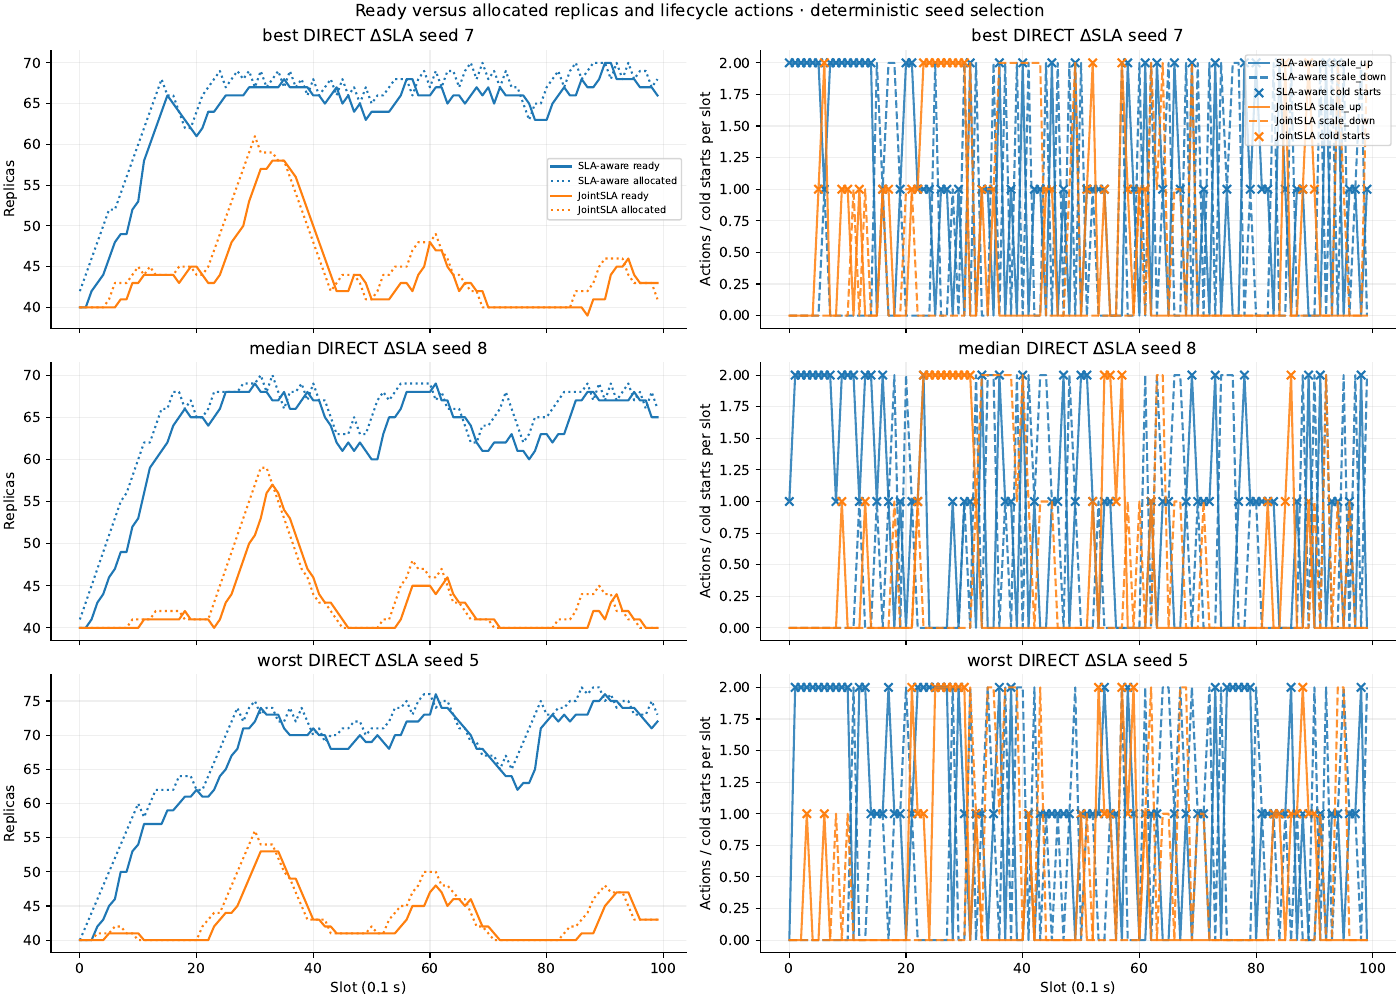 Ready versus allocated replicas and lifecycle actions · deterministic seed selection
best DIRECT ΔSLA seed 7
Replicas
70
65
60
55
50
45
40
SLA-aware ready
SLA-aware allocated
JointSLA ready
JointSLA allocated
best DIRECT ΔSLA seed 7
Actions / cold starts per slot
2.00
1.75
1.50
1.25
1.00
0.75
0.50
0.25
0.00
SLA-aware scale_up
SLA-aware scale_down
SLA-aware cold starts
JointSLA scale_up
JointSLA scale_down
JointSLA cold starts
median DIRECT ΔSLA seed 8
Replicas
70
65
60
55
50
45
40
median DIRECT ΔSLA seed 8
Actions / cold starts per slot
2.00
1.75
1.50
1.25
1.00
0.75
0.50
0.25
0.00
worst DIRECT ΔSLA seed 5
Replicas
75
70
65
60
55
50
45
40
0 20 40 60 80 100
Slot (0.1 s)
worst DIRECT ΔSLA seed 5
Actions / cold starts per slot
2.00
1.75
1.50
1.25
1.00
0.75
0.50
0.25
0.00
0 20 40 60 80 100
Slot (0.1 s)